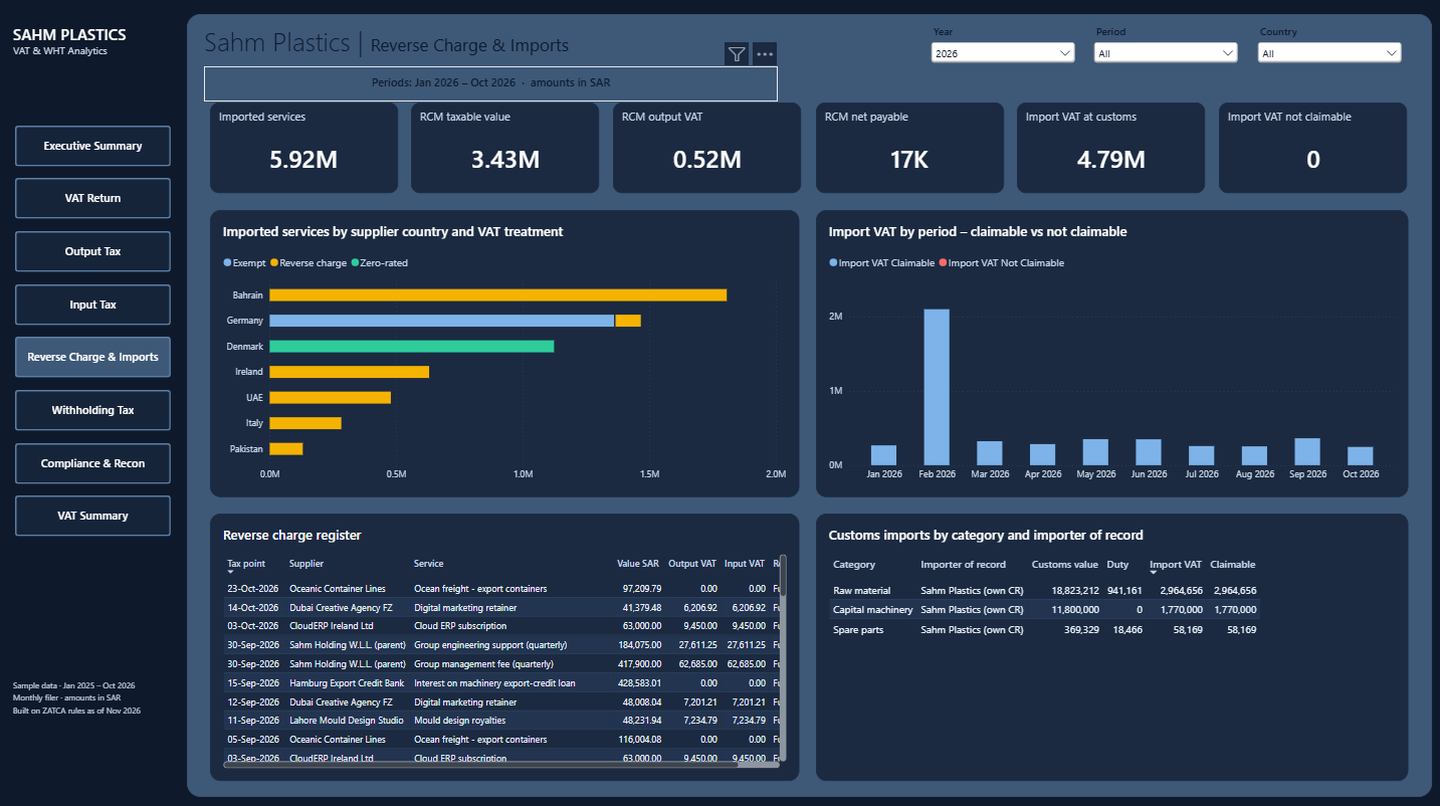 SAHM PLASTICS
VAT & WHT Analytics
Executive Summary
VAT Return
Output Tax
Input Tax
Reverse Charge & Imports
Withholding Tax
Compliance & Recon
VAT Summary
Sample data · Jan 2025 – Oct 2026
Monthly filer · amounts in SAR
Built on ZATCA rules as of Nov 2026
Sahm Plastics | Reverse Charge & Imports
Periods: Jan 2026 – Oct 2026 · amounts in SAR
Year Period Country
2026 All All
Imported services
5.92M
RCM taxable value
3.43M
RCM output VAT
0.52M
RCM net payable
17K
Import VAT at customs
4.79M
Import VAT not claimable
0
Imported services by supplier country and VAT treatment
Exempt Reverse charge Zero-rated
Bahrain
Germany
Denmark
Ireland
UAE
Italy
Pakistan
0.0M 0.5M 1.0M 1.5M 2.0M
Import VAT by period – claimable vs not claimable
Import VAT Claimable Import VAT Not Claimable
2M
1M
0M
Jan 2026 Feb 2026 Mar 2026 Apr 2026 May 2026 Jun 2026 Jul 2026 Aug 2026 Sep 2026 Oct 2026
Reverse charge register
Tax point Supplier Service Value SAR Output VAT Input VAT
23-Oct-2026 Oceanic Container Lines Ocean freight - export containers 97,209.79 0.00 0.00
14-Oct-2026 Dubai Creative Agency FZ Digital marketing retainer 41,379.48 6,206.92 6,206.92
03-Oct-2026 CloudERP Ireland Ltd Cloud ERP subscription 63,000.00 9,450.00 9,450.00
30-Sep-2026 Sahm Holding W.L.L. (parent) Group engineering support (quarterly) 184,075.00 27,611.25 27,611.25
30-Sep-2026 Sahm Holding W.L.L. (parent) Group management fee (quarterly) 417,900.00 62,685.00 62,685.00
15-Sep-2026 Hamburg Export Credit Bank Interest on machinery export-credit loan 428,583.01 0.00 0.00
12-Sep-2026 Dubai Creative Agency FZ Digital marketing retainer 48,008.04 7,201.21 7,201.21
11-Sep-2026 Lahore Mould Design Studio Mould design royalties 48,231.94 7,234.79 7,234.79
05-Sep-2026 Oceanic Container Lines Ocean freight - export containers 116,004.08 0.00 0.00
03-Sep-2026 CloudERP Ireland Ltd Cloud ERP subscription 63,000.00 9,450.00 9,450.00
Customs imports by category and importer of record
Category Importer of record Customs value Duty Import VAT Claimable
Raw material Sahm Plastics (own CR) 18,823,212 941,161 2,964,656 2,964,656
Capital machinery Sahm Plastics (own CR) 11,800,000 0 1,770,000 1,770,000
Spare parts Sahm Plastics (own CR) 369,329 18,466 58,169 58,169